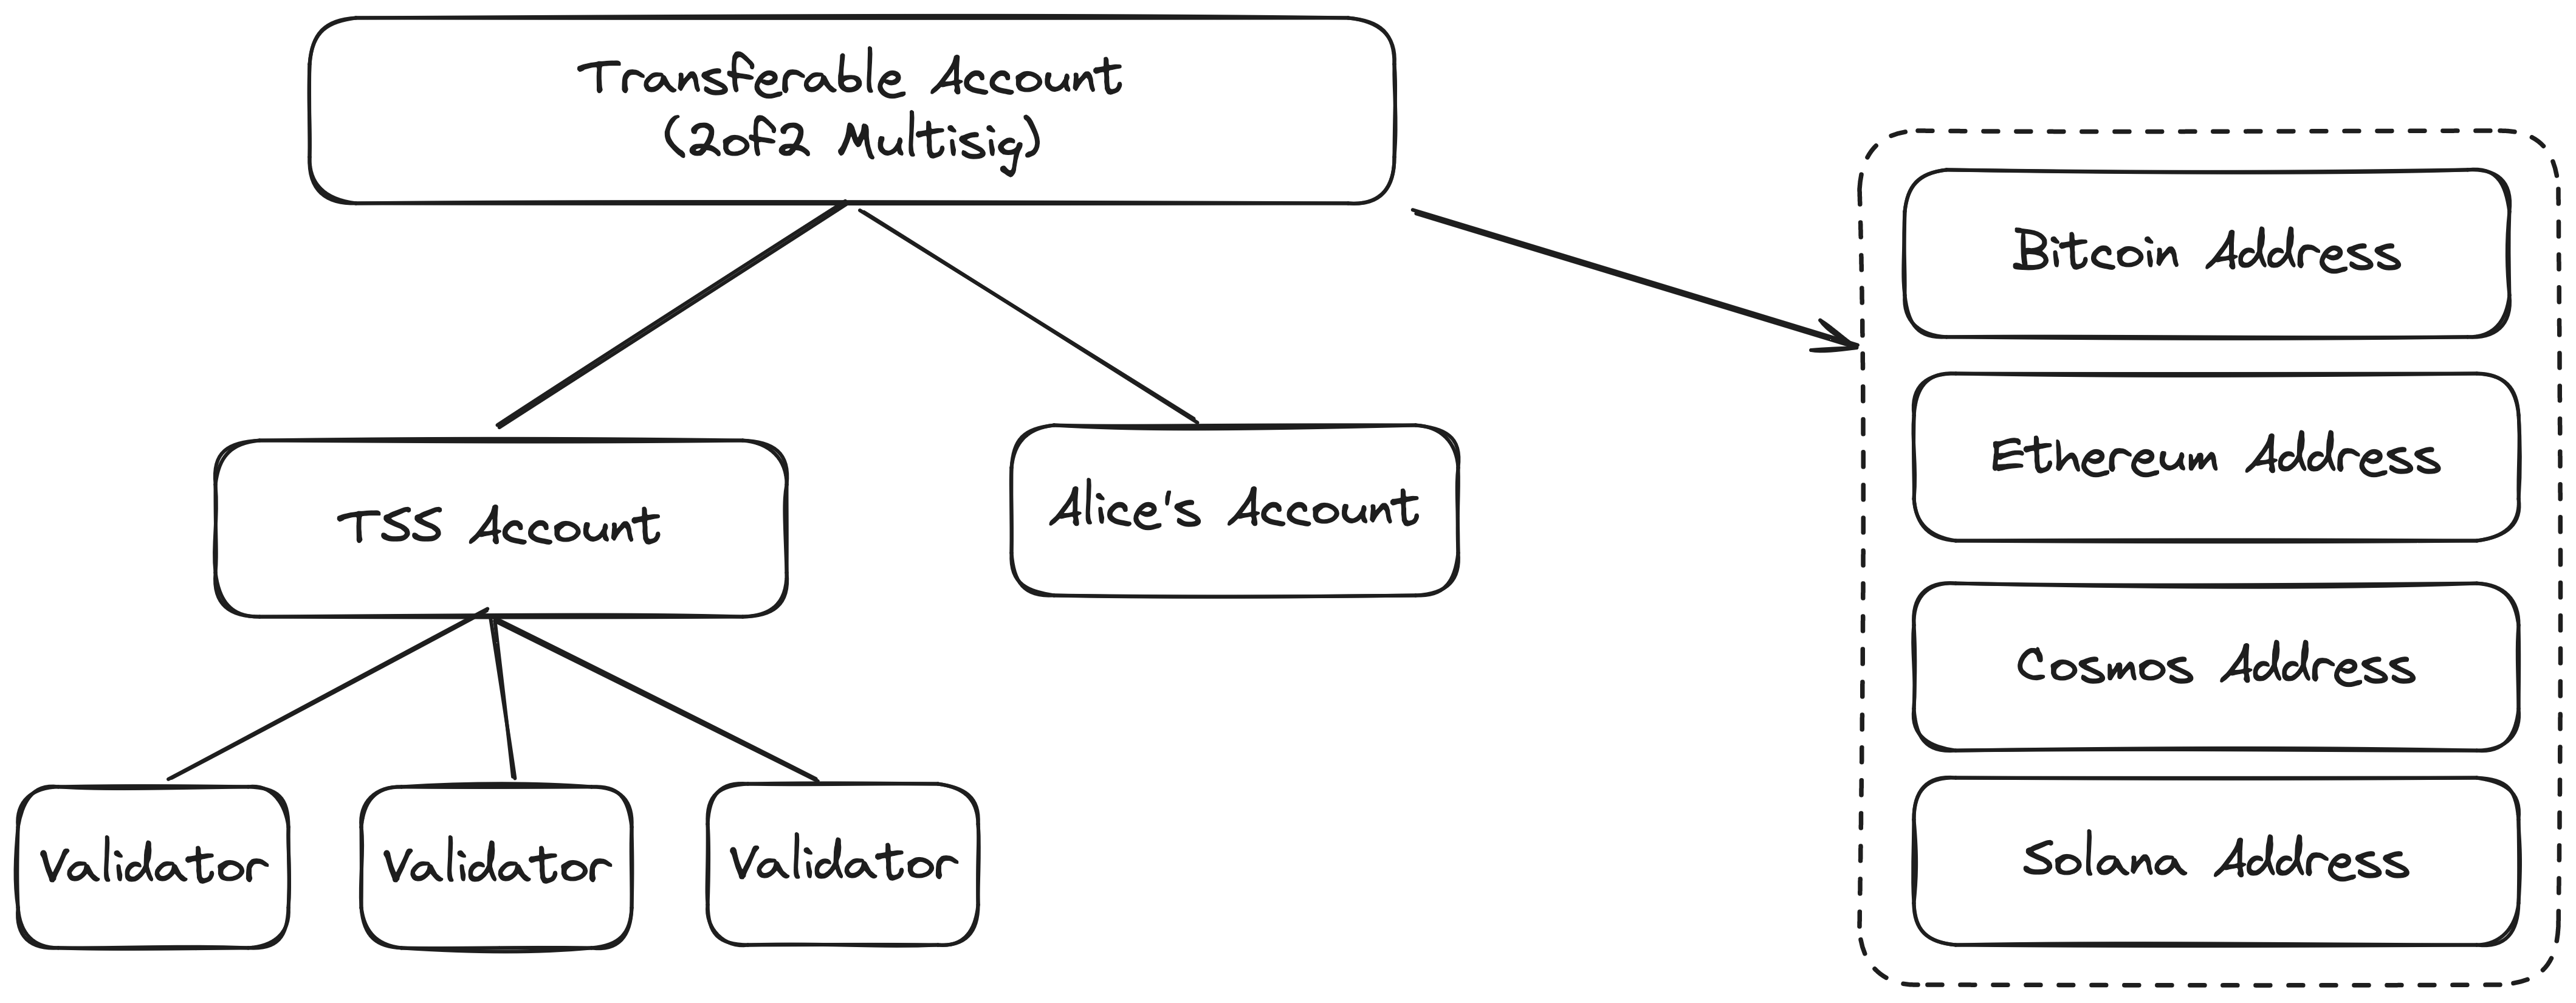 Transferable Account
(2of2 Multisig)
Bitcoin Address
Ethereum Address
TSS Account
Alice's Account
Cosmos Address
Validator
Validator
Validator
Solana Address